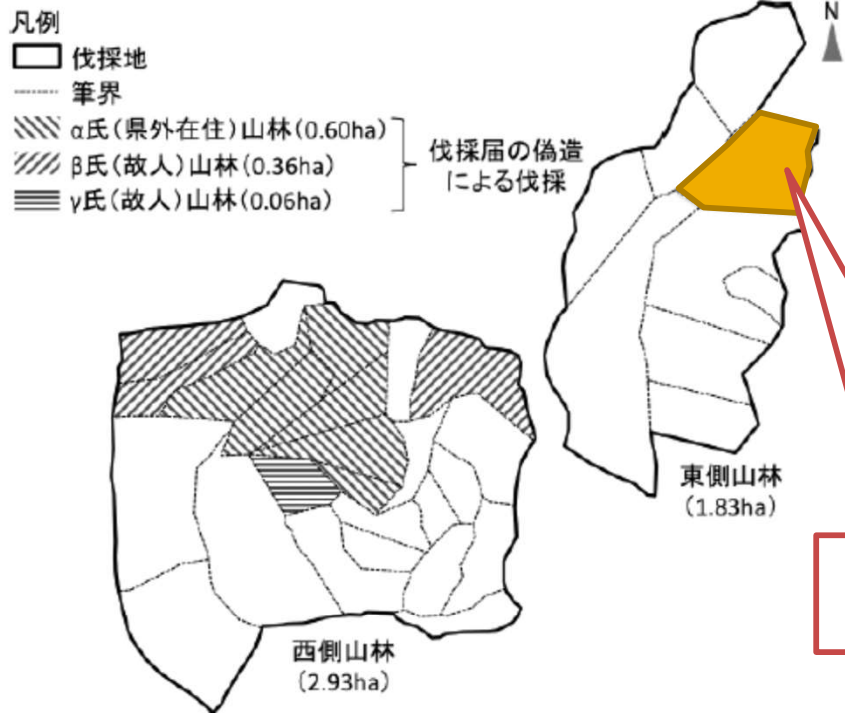 凡例
伐採地
筆界
α氏(県外在住)山林(0.60ha)
β氏(故人)山林(0.36ha)
γ氏(故人)山林(0.06ha)
伐採届の偽造
による伐採
N
東側山林
(1.83ha)
西側山林
(2.93ha)